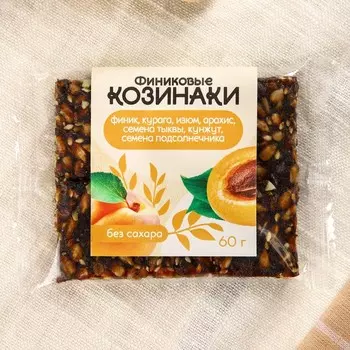 Финиковые
КОЗИНАКИ
финик, курага, изюм, арахис,
семена тыквы, кунжут,
семена подсолнечника
без сахара
60 г